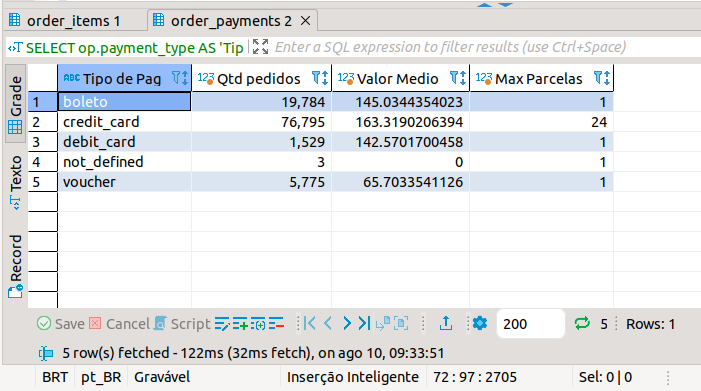 order_items 1 order_payments 2
SELECT op.payment_type AS 'Tip Enter a SQL expression to filter results (use Ctrl+Space)
Grade
Texto
Record
ABC Tipo de Pag 123 Qtd pedidos 123 Valor Medio 123 Max Parcelas
1 boleto 19,784 145.0344354023 1
2 credit_card 76,795 163.3190206394 24
3 debit_card 1,529 142.5701700458 1
4 not_defined 3 0 1
5 voucher 5,775 65.7033541126 1
Save Cancel Script 200 5 Rows: 1
5 row(s) fetched - 122ms (32ms fetch), on ago 10, 09:33:51
BRT pt_BR Gravável Inserção Inteligente 72 : 97 : 2705 Sel: 0 | 0